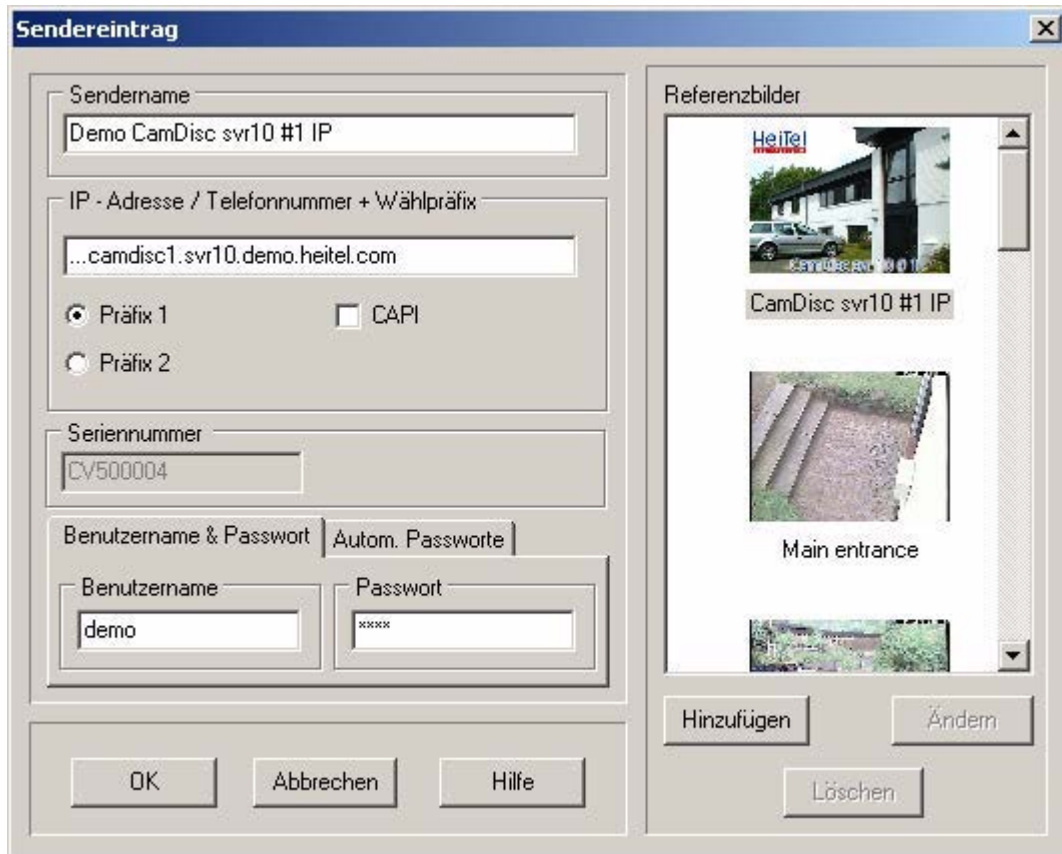 Sendereintrag
Sendername
Demo CamDisc svr10 #1 IP
IP - Adresse / Telefonnummer + Wählpräfix
...camdisc1.svr10.demo.heitel.com
Präfix 1
CAPI
Präfix 2
Seriennummer
CV500004
Benutzername & Passwort
Autom. Passworte
Benutzername
demo
Passwort
****
OK
Abbrechen
Hilfe
Referenzbilder
HeiTel
CamDisc svr10 #1 IP
Main entrance
Hinzufügen
Ändern
Löschen